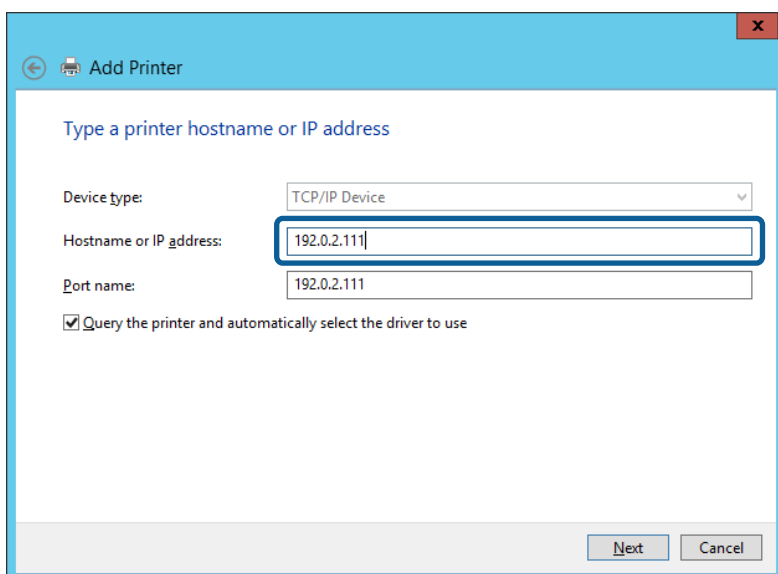 x
Add Printer
Type a printer hostname or IP address
Device type: TCP/IP Device
Hostname or IP address: 192.0.2.111
Port name: 192.0.2.111
Query the printer and automatically select the driver to use
Next Cancel